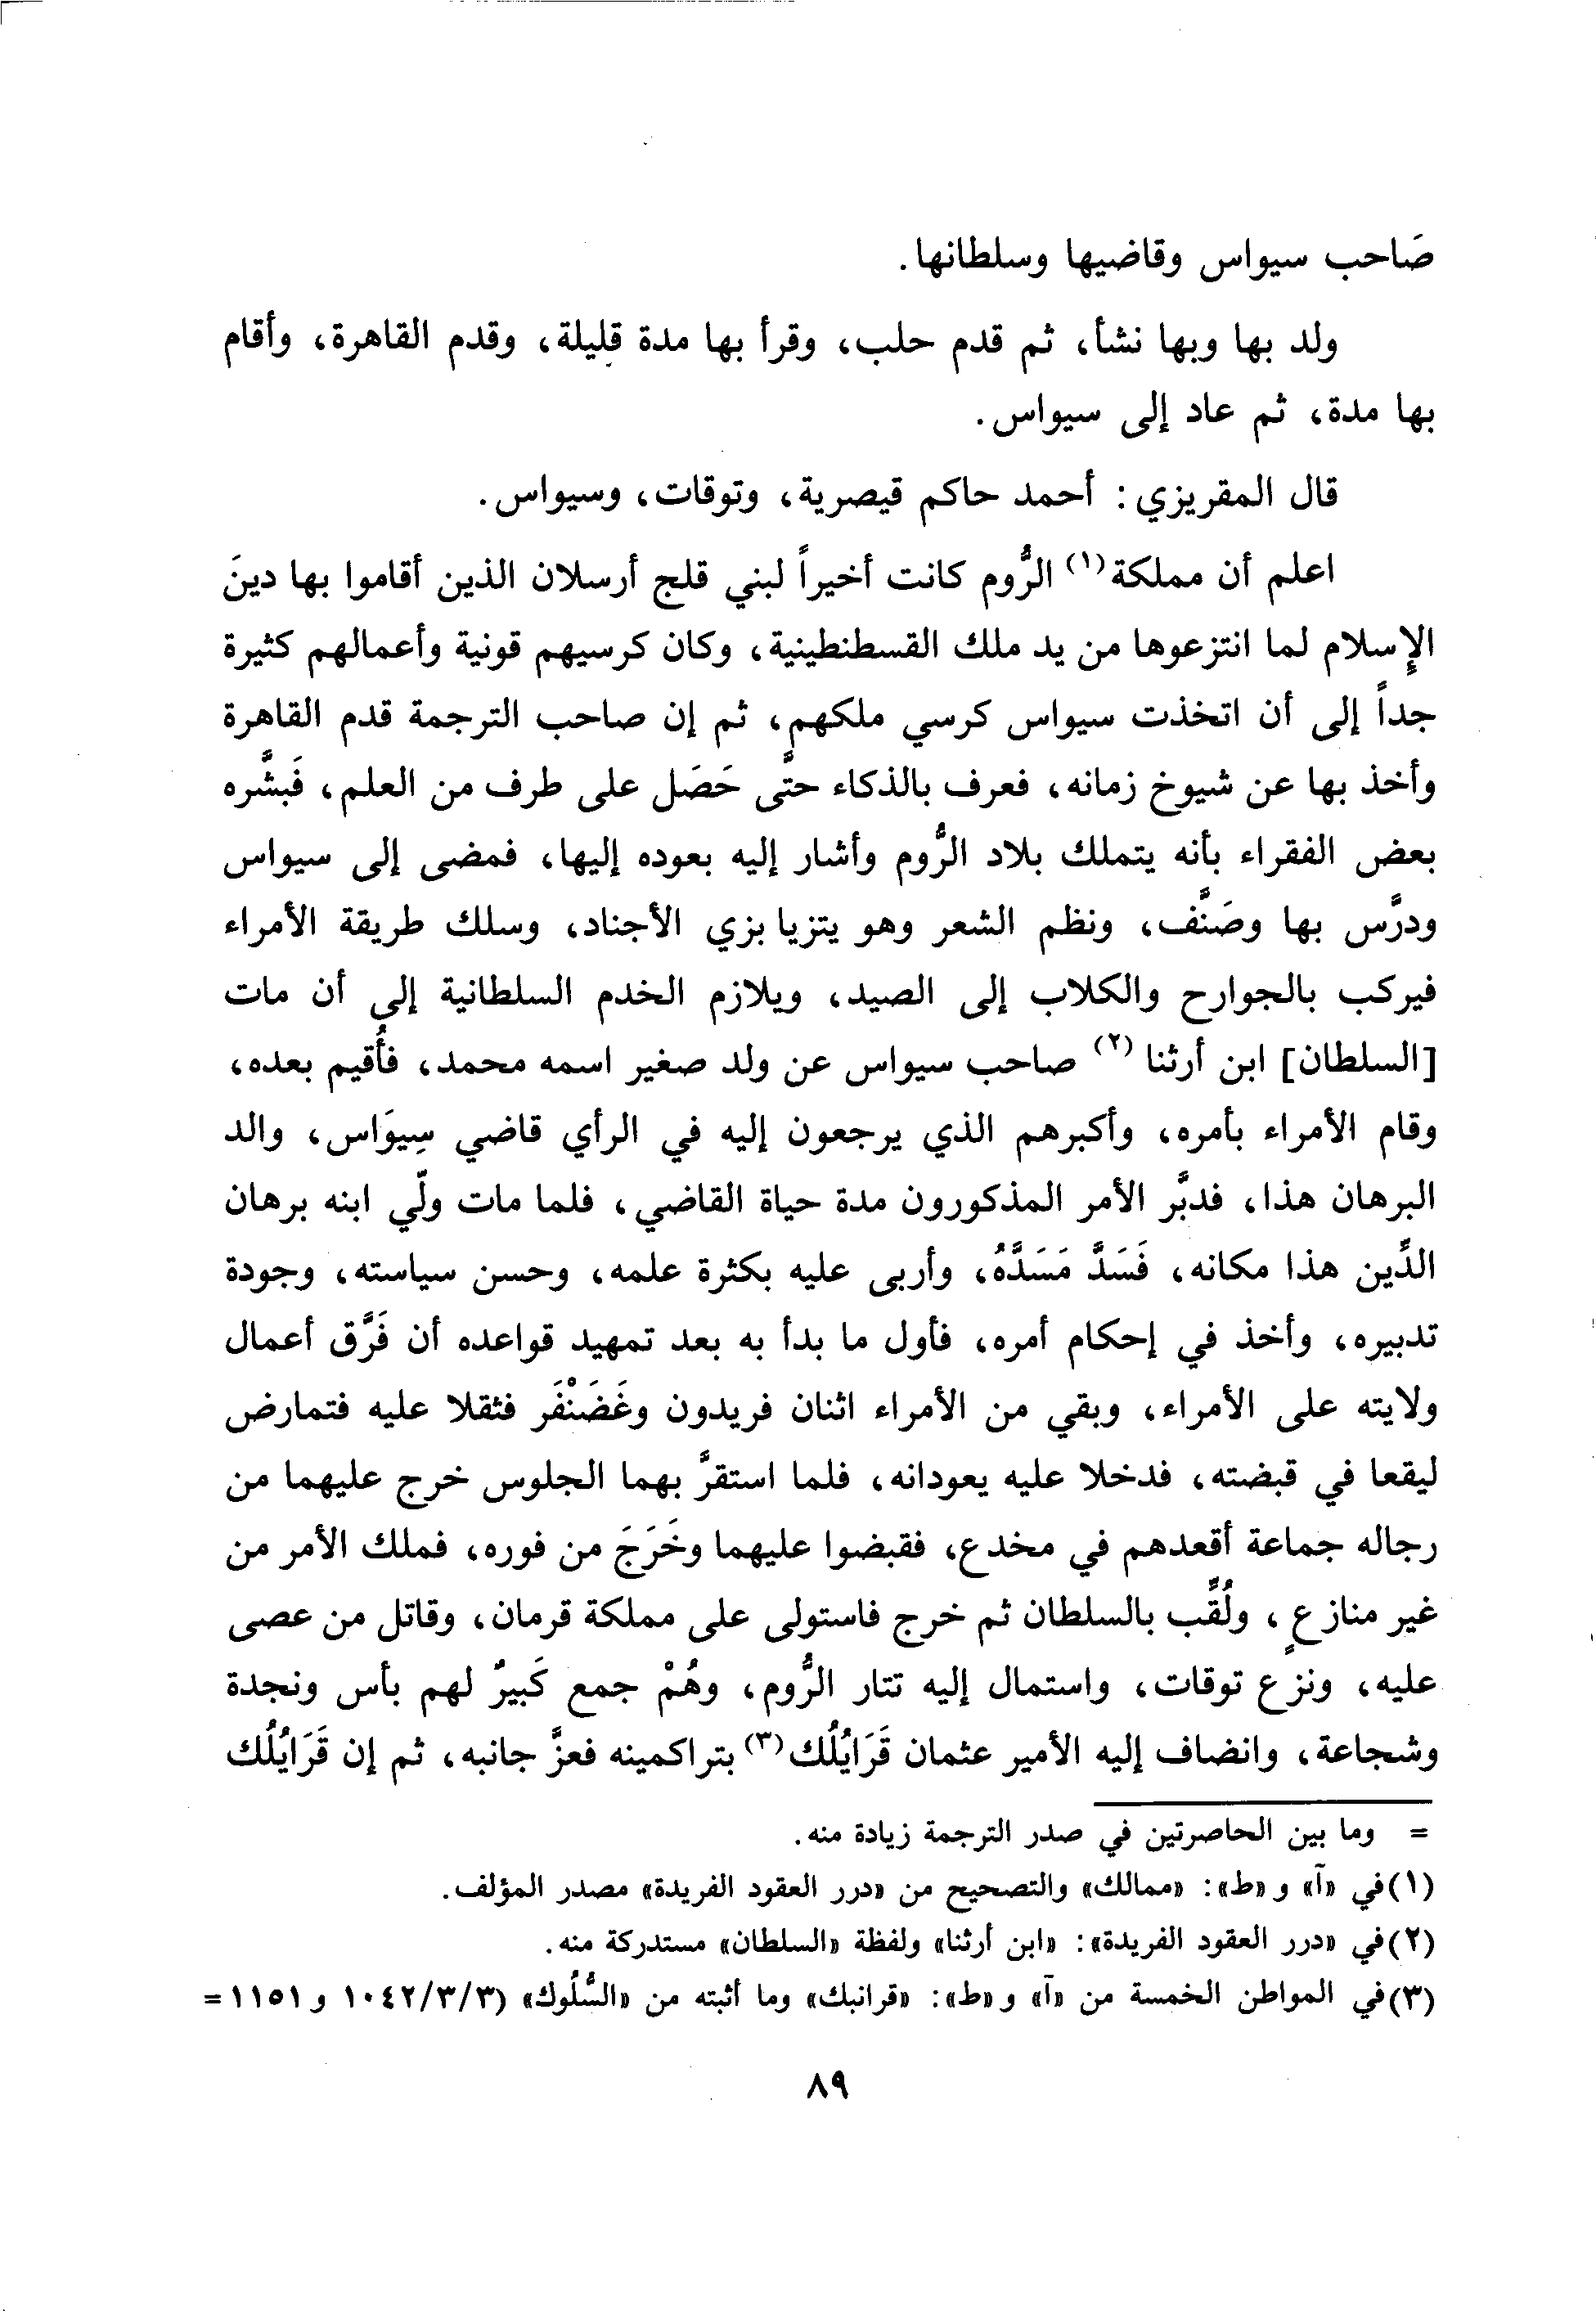 صَاحب سيواس وقاضيها وسلطانها.
ولد بها وبها نشأ، ثم قدم حلب، وقرأ بها مدة قليلة، وقدم القاهرة، وأقام
بها مدة، ثم عاد إلى سيواس.
قال المقريزي: أحمد حاكم قيصرية، وتوقات، وسيواس.
اعلم أن مملكة(١) الرُّوم كانت أخيراً لبني قلج أرسلان الذين أقاموا بها دينَ
الإِسلام لما انتزعوها من يد ملك القسطنطينية، وكان كرسيهم قونية وأعمالهم كثيرة
جداً إلى أن اتخذت سيواس كرسي ملكهم، ثم إن صاحب الترجمة قدم القاهرة
وأخذ بها عن شيوخ زمانه، فعرف بالذكاء حتَّى حَصَل على طرف من العلم، فَبشَّره
بعض الفقراء بأنه يتملك بلاد الرُّوم وأشار إليه بعوده إليها، فمضى إلى سيواس
ودرَّس بها وصَنَّف، ونظم الشعر وهو يتزيا بزي الأجناد، وسلك طريقة الأمراء
فيركب بالجوارح والكلاب إلى الصيد، ويلازم الخدم السلطانية إلى أن مات
[السلطان] ابن أرثنا (٢) صاحب سيواس عن ولد صغير اسمه محمد، فأُقيم بعده،
وقام الأمراء بأمره، وأكبرهم الذي يرجعون إليه في الرأي قاضي سِيوَاس، والد
البرهان هذا، فدبَّر الأمر المذكورون مدة حياة القاضي، فلما مات ولّي ابنه برهان
الدِّين هذا مكانه، فَسَدَّ مَسَدَّهُ، وأربى عليه بكثرة علمه، وحسن سياسته، وجودة
تدبيره، وأخذ في إحكام أمره، فأول ما بدأ به بعد تمهيد قواعده أن فَرَّق أعمال
ولايته على الأمراء، وبقي من الأمراء اثنان فريدون وغَضَنْفَر فثقلا عليه فتمارض
ليقعا في قبضته، فدخلا عليه يعودانه، فلما استقرَّ بهما الجلوس خرج عليهما من
رجاله جماعة أقعدهم في مخدع، فقبضوا عليهما وخَرَجَ من فوره، فملك الأمر من
غير منازعٍ، ولُقِّب بالسلطان ثم خرج فاستولى على مملكة قرمان، وقاتل من عصى
عليه، ونزع توقات، واستمال إليه تتار الرُّوم، وهُمْ جمع كَبيرٌ لهم بأس ونجدة
وشجاعة، وانضاف إليه الأمير عثمان قَرَايُلُك(٣) بتراكمينه فعزَّ جانبه، ثم إن قَرَايُلُك
= وما بين الحاصرتين في صدر الترجمة زيادة منه.
(١) في «آ» و «ط»: «ممالك» والتصحيح من «درر العقود الفريدة» مصدر المؤلف.
(٢) في «درر العقود الفريدة»: «ابن أرثنا» ولفظة «السلطان» مستدركة منه.
(٣) في المواطن الخمسة من «آ» و«ط»: «قرانبك» وما أثبته من «السُّلُوك» (٣/٣/١٠٤٢ و ١١٥١ =
٨٩